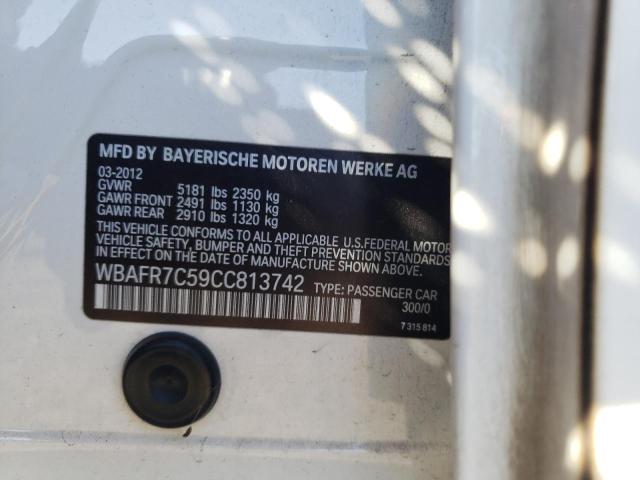 MFD BY BAYERISCHE MOTOREN WERKE AG
03-2012
GVWR 5181 lbs 2350 kg
GAWR FRONT 2491 lbs 1130 kg
GAWR REAR 2910 lbs 1320 kg
THIS VEHICLE CONFORMS TO ALL APPLICABLE U.S.FEDERAL MOTOR
VEHICLE SAFETY, BUMPER, AND THEFT PREVENTION STANDARDS
IN EFFECT ON THE DATE OF MANUFACTURE SHOWN ABOVE.
WBAFR7C59CC813742 TYPE: PASSENGER CAR
300/0
7 315 814